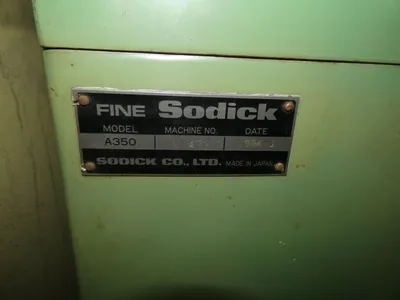 FINE Sodick
MODEL MACHINE NO. DATE
A350
SODICK CO., LTD. MADE IN JAPAN